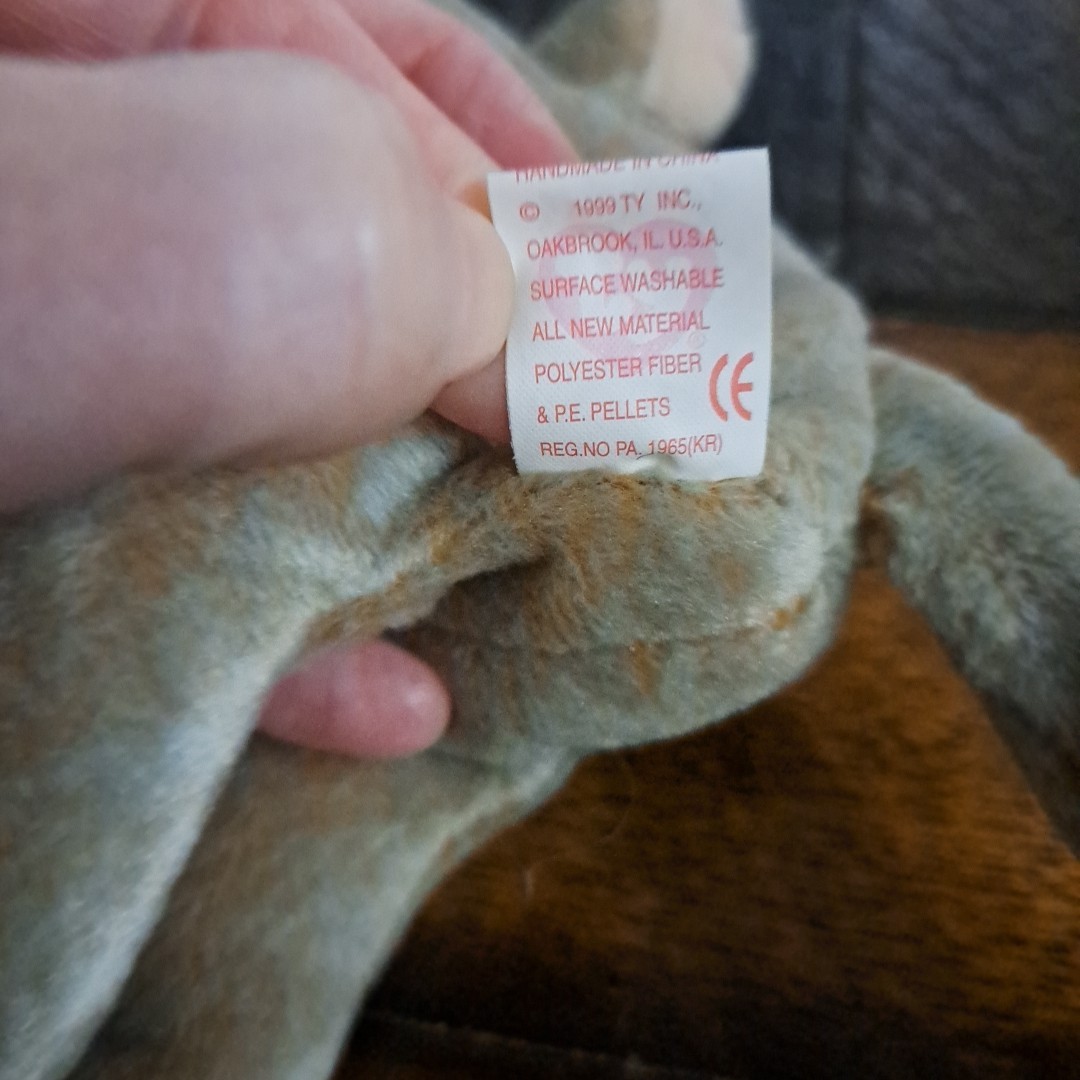 HANDMADE IN CHINA
© 1999 TY INC.,
OAKBROOK, IL. U.S.A.
SURFACE WASHABLE
ALL NEW MATERIAL
POLYESTER FIBER
& P.E. PELLETS
CE
REG.NO PA. 1965(KR)